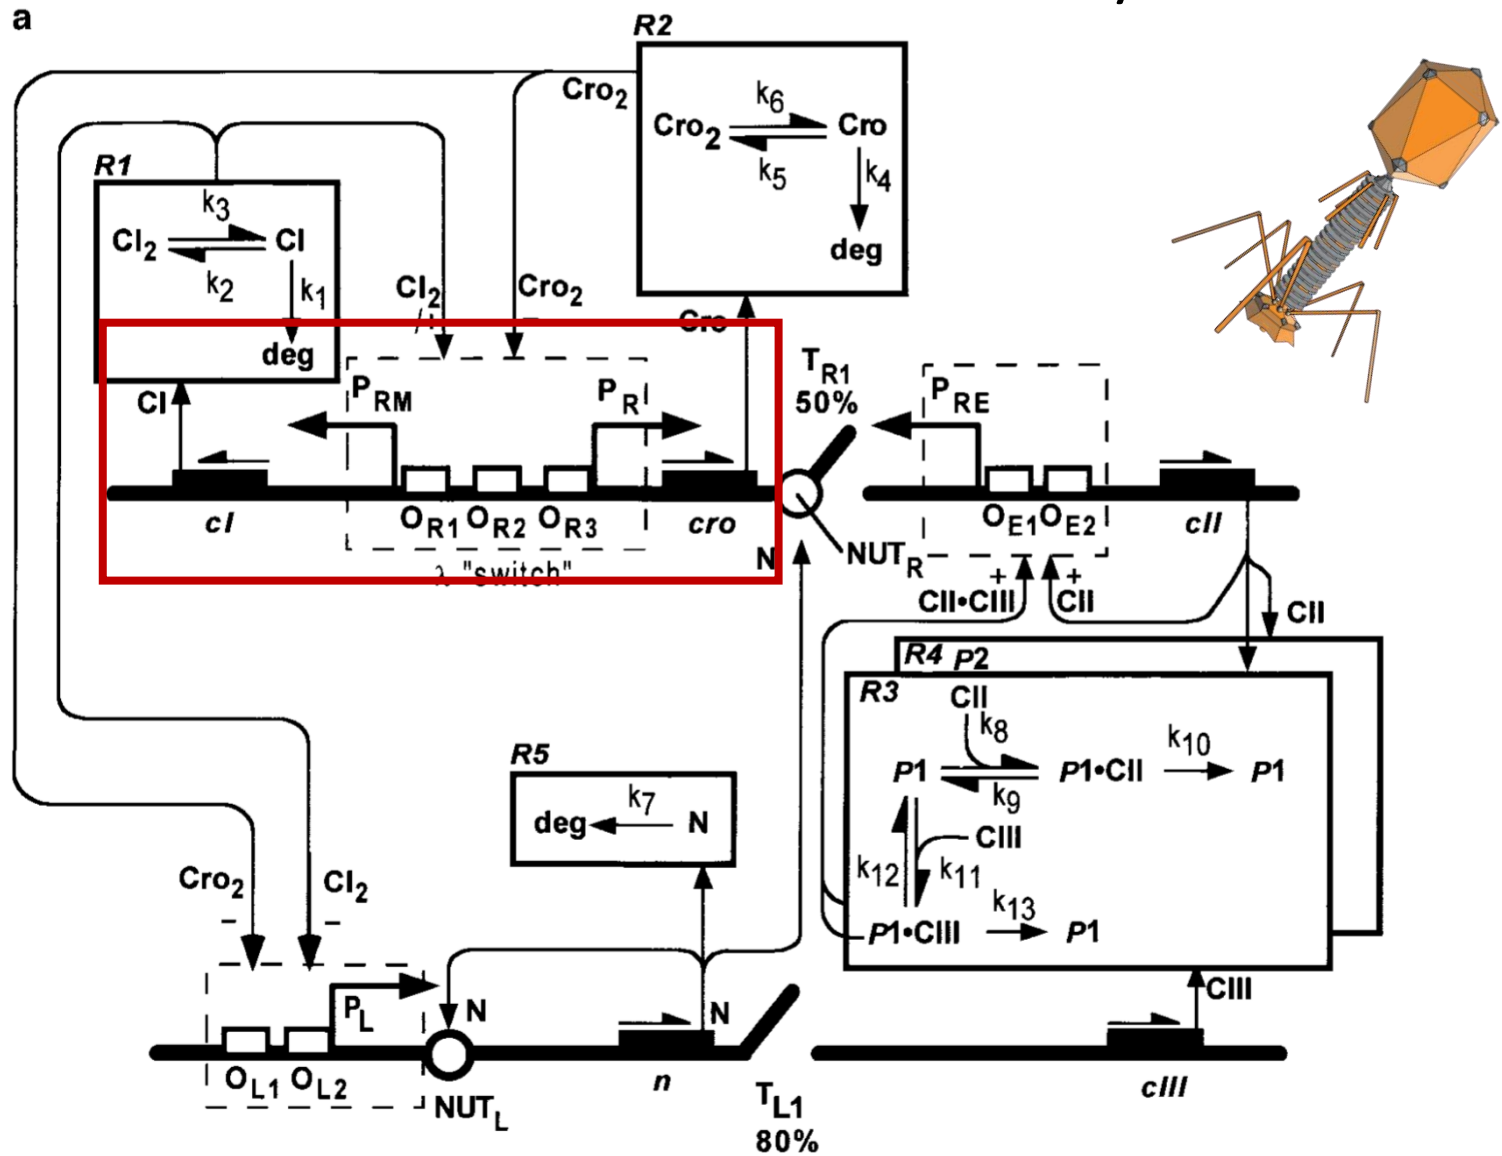 a
R2
Cro2
k6
Cro2 Cro
k5 k4
deg
R1
k3
CI2 CI
k2 k1
deg
CI2 Cro2
Cro
CI
PRM PR
TR1
50%
PRE
cI OR1 OR2 OR3 cro
OE1 OE2 cII
λ "switch"
N
NUTR
+ +
CII•CIII CII
CII
R4 P2
R3
CII
k8
P1 P1•CII k10 P1
k9
CIII
k12 k11
k13
P1•CIII P1
CIII
R5
k7
deg N
Cro2 CI2
– –
PL
N
N
OL1 OL2
NUTL
n
TL1
80%
cIII